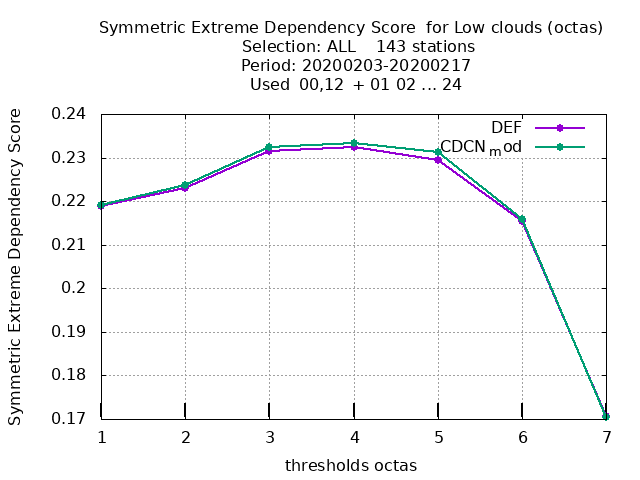 Symmetric Extreme Dependency Score for Low clouds (octas)
Selection: ALL 143 stations
Period: 20200203-20200217
Used 00,12 + 01 02 ... 24
Symmetric Extreme Dependency Score
0.24
0.23
0.22
0.21
0.2
0.19
0.18
0.17
DEF
CDCNmod
1 2 3 4 5 6 7
thresholds octas